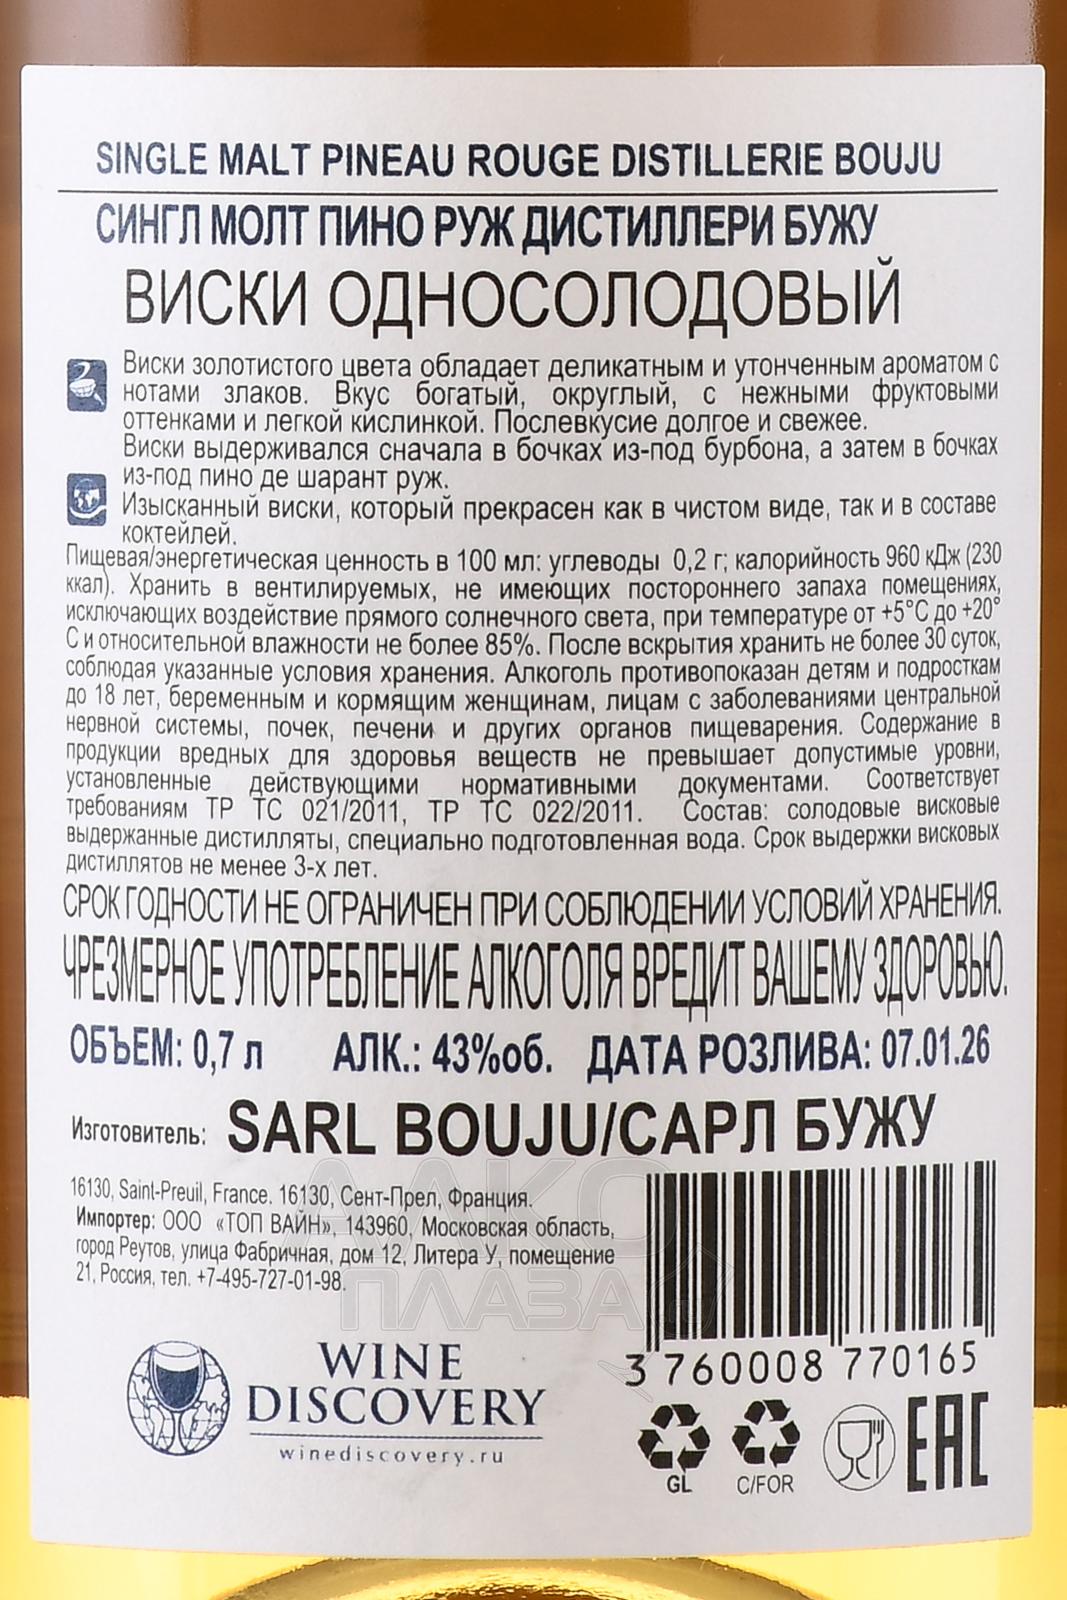 SINGLE MALT PINEAU ROUGE DISTILLERIE BOUJU
СИНГЛ МОЛТ ПИНО РУЖ ДИСТИЛЛЕРИ БУЖУ
ВИСКИ ОДНОСОЛОДОВЫЙ
Виски золотистого цвета обладает деликатным и утонченным ароматом с
нотами злаков. Вкус богатый, округлый, с нежными фруктовыми
оттенками и легкой кислинкой. Послевкусие долгое и свежее.
Виски выдерживался сначала в бочках из-под бурбона, а затем в бочках
из-под пино де шарант руж.
Изысканный виски, который прекрасен как в чистом виде, так и в составе
коктейлей.
Пищевая/энергетическая ценность в 100 мл: углеводы 0,2 г; калорийность 960 кДж (230
ккал). Хранить в вентилируемых, не имеющих постороннего запаха помещениях,
исключающих воздействие прямого солнечного света, при температуре от +5°С до +20°
С и относительной влажности не более 85%. После вскрытия хранить не более 30 суток,
соблюдая указанные условия хранения. Алкоголь противопоказан детям и подросткам
до 18 лет, беременным и кормящим женщинам, лицам с заболеваниями центральной
нервной системы, почек, печени и других органов пищеварения. Содержание в
продукции вредных для здоровья веществ не превышает допустимые уровни,
установленные действующими нормативными документами. Соответствует
требованиям ТР ТС 021/2011, ТР ТС 022/2011. Состав: солодовые висковые
выдержанные дистилляты, специально подготовленная вода. Срок выдержки висковых
дистиллятов не менее 3-х лет.
СРОК ГОДНОСТИ НЕ ОГРАНИЧЕН ПРИ СОБЛЮДЕНИИ УСЛОВИЙ ХРАНЕНИЯ.
ЧРЕЗМЕРНОЕ УПОТРЕБЛЕНИЕ АЛКОГОЛЯ ВРЕДИТ ВАШЕМУ ЗДОРОВЬЮ.
ОБЪЕМ: 0,7 л АЛК.: 43%об. ДАТА РОЗЛИВА: 07.01.26
Изготовитель: SARL BOUJU/САРЛ БУЖУ
16130, Saint-Preuil, France. 16130, Сент-Прел, Франция.
Импортер: ООО «ТОП ВАЙН», 143960, Московская область,
город Реутов, улица Фабричная, дом 12, Литера У, помещение
21, Россия, тел. +7-495-727-01-98.
АЛКО
ПЛАЗА.ру
3 760008 770165
WINE
DISCOVERY
winediscovery.ru
GL C/FOR EAC